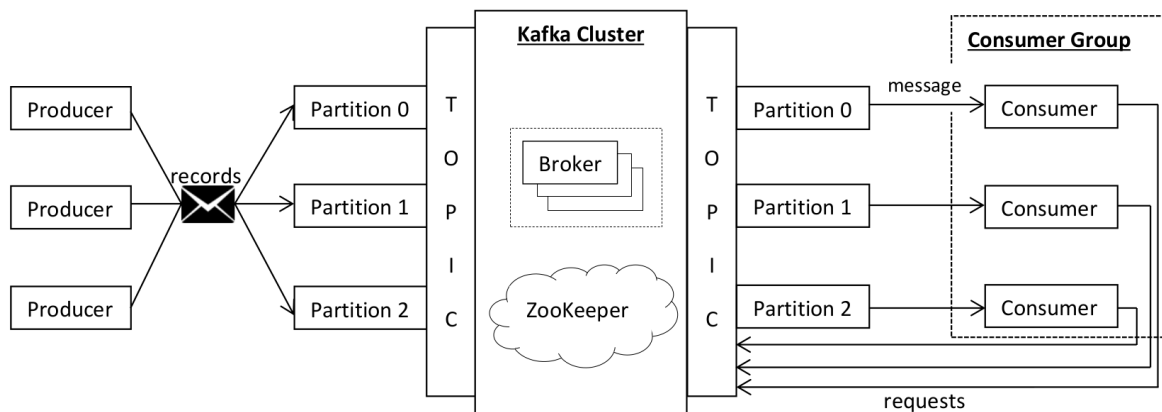 Kafka Cluster
Consumer Group
Producer
Producer
Producer
records
Partition 0
Partition 1
Partition 2
T
O
P
I
C
Broker
ZooKeeper
T
O
P
I
C
Partition 0
Partition 1
Partition 2
message
Consumer
Consumer
Consumer
requests